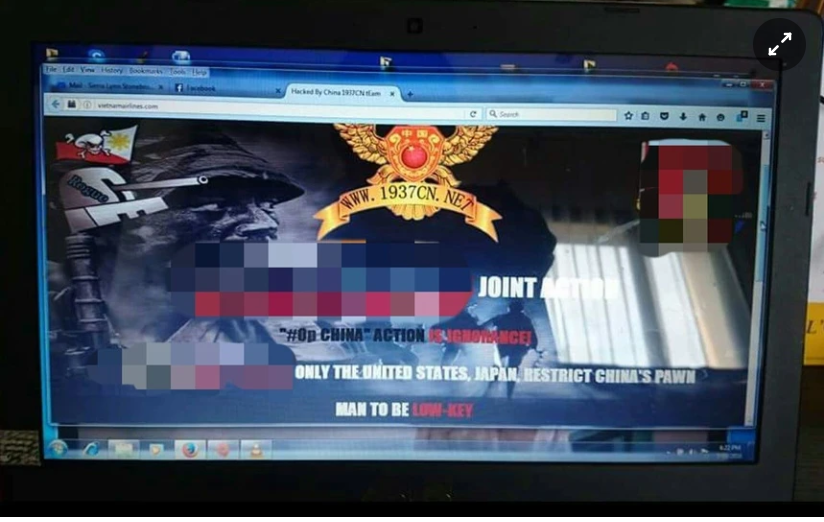 File Edit View History Bookmarks Tools Help
Facebook
Hacked By China 1937CN tEam
vietnamairlines.com
Search
中国
WWW.1937CN.NET
JOINT ACTION
"#Op CHINA" ACTION IS IGNORANCE!
ONLY THE UNITED STATES, JAPAN, RESTRICT CHINA'S PAWN
MAN TO BE LOW-KEY